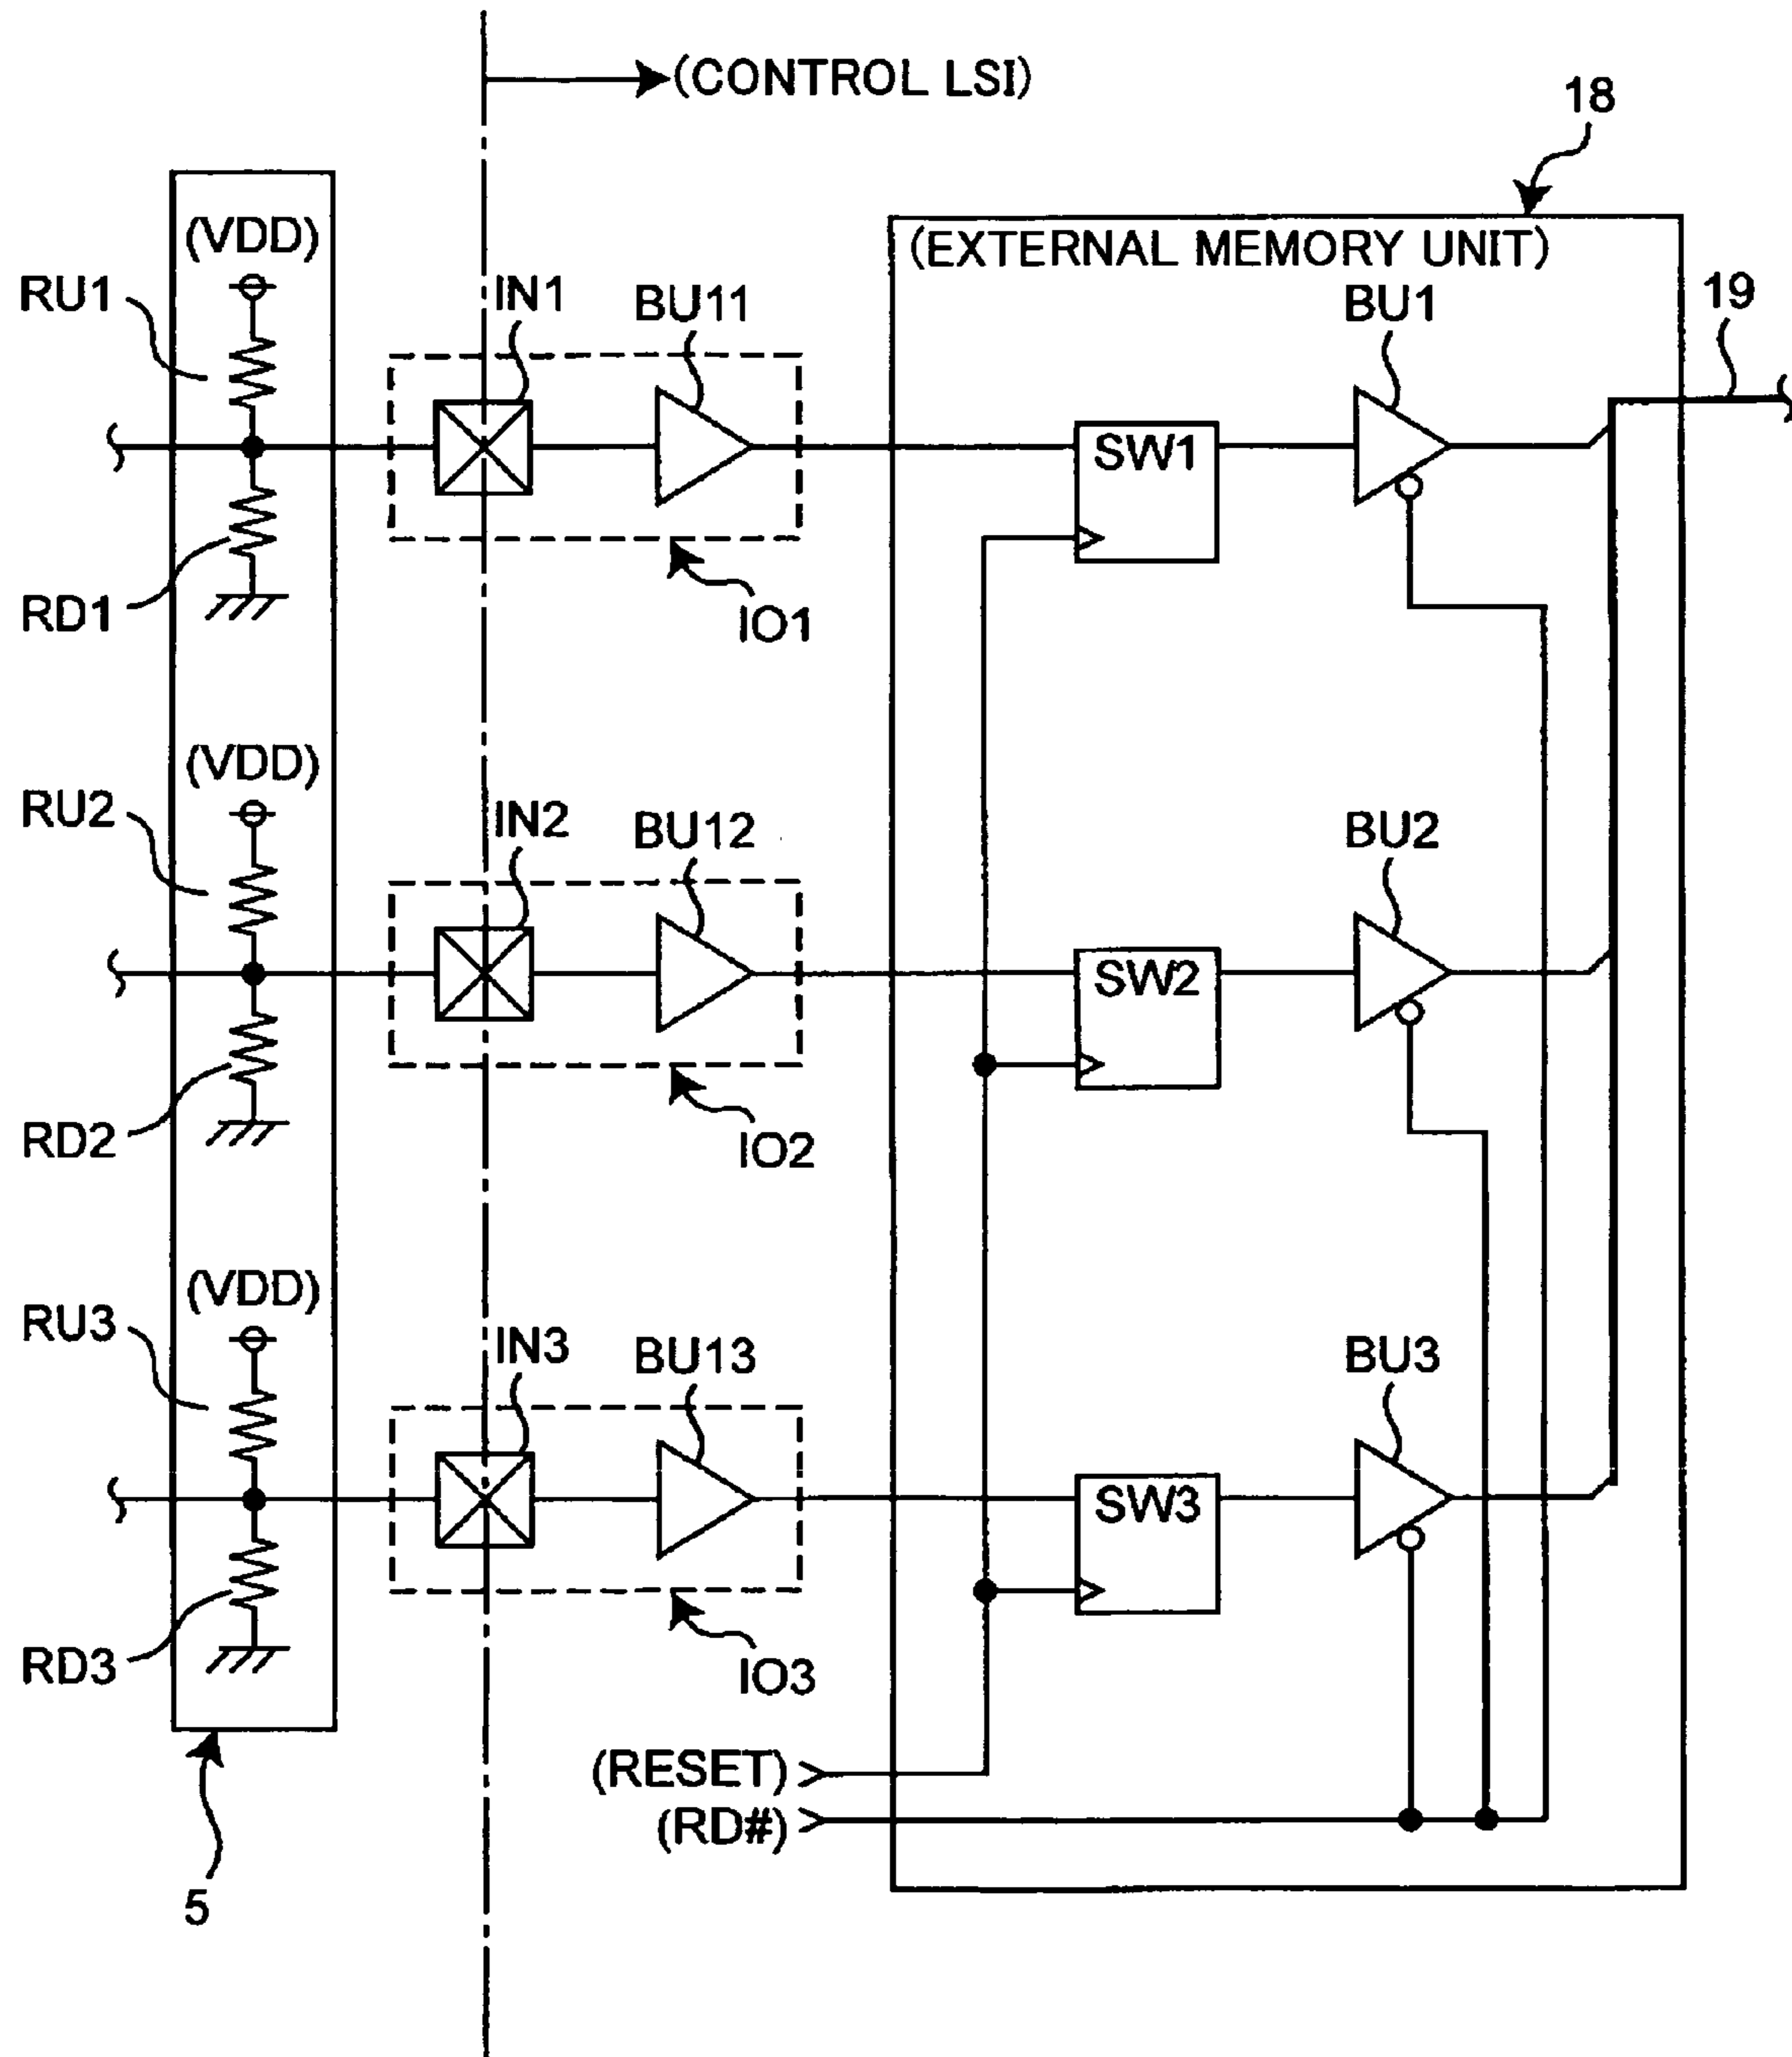 (CONTROL LSI)
18
(VDD)
(EXTERNAL MEMORY UNIT)
RU1
IN1
BU11
BU1
19
SW1
RD1
IO1
(VDD)
RU2
IN2
BU12
BU2
SW2
RD2
IO2
(VDD)
RU3
IN3
BU13
BU3
SW3
RD3
IO3
(RESET)
(RD#)
5